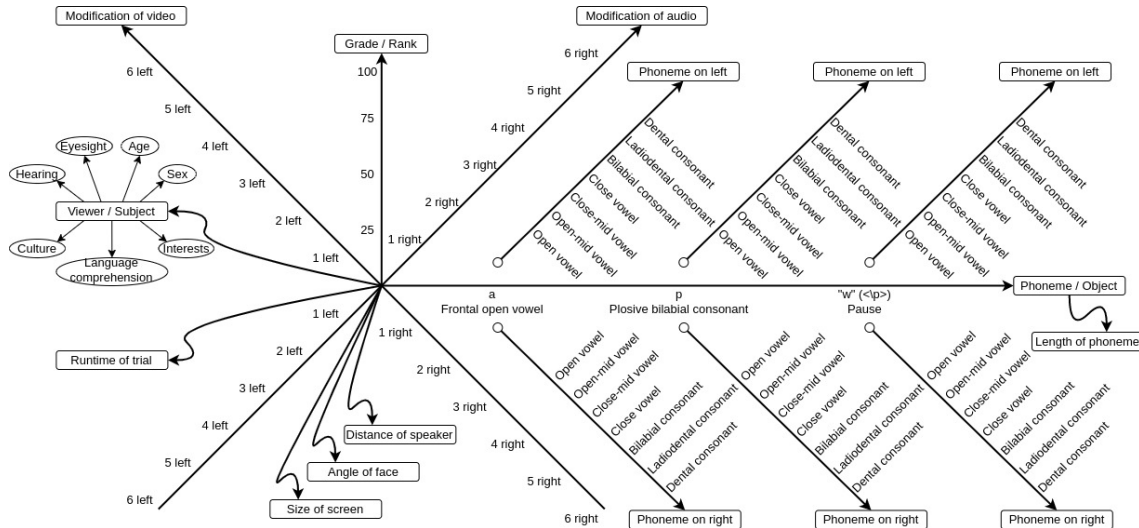 Modification of video
Modification of audio
Grade / Rank
6 left
5 left
4 left
3 left
2 left
1 left
100
75
50
25
6 right
5 right
4 right
3 right
2 right
1 right
Eyesight
Age
Hearing
Sex
Viewer / Subject
Culture
Interests
Language
comprehension
Phoneme on left
Dental consonant
Ladiodental consonant
Bilabial consonant
Close vowel
Close-mid vowel
Open-mid vowel
Open vowel
Phoneme on left
Dental consonant
Ladiodental consonant
Bilabial consonant
Close vowel
Close-mid vowel
Open-mid vowel
Open vowel
Phoneme on left
Dental consonant
Ladiodental consonant
Bilabial consonant
Close vowel
Close-mid vowel
Open-mid vowel
Open vowel
Phoneme / Object
a
Frontal open vowel
p
Plosive bilabial consonant
"w" (<\p>)
Pause
Length of phoneme
Runtime of trial
1 left
2 left
3 left
4 left
5 left
6 left
1 right
2 right
3 right
4 right
5 right
6 right
Distance of speaker
Angle of face
Size of screen
Open vowel
Open-mid vowel
Close-mid vowel
Close vowel
Bilabial consonant
Ladiodental consonant
Dental consonant
Phoneme on right
Open vowel
Open-mid vowel
Close-mid vowel
Close vowel
Bilabial consonant
Ladiodental consonant
Dental consonant
Phoneme on right
Open vowel
Open-mid vowel
Close-mid vowel
Close vowel
Bilabial consonant
Ladiodental consonant
Dental consonant
Phoneme on right